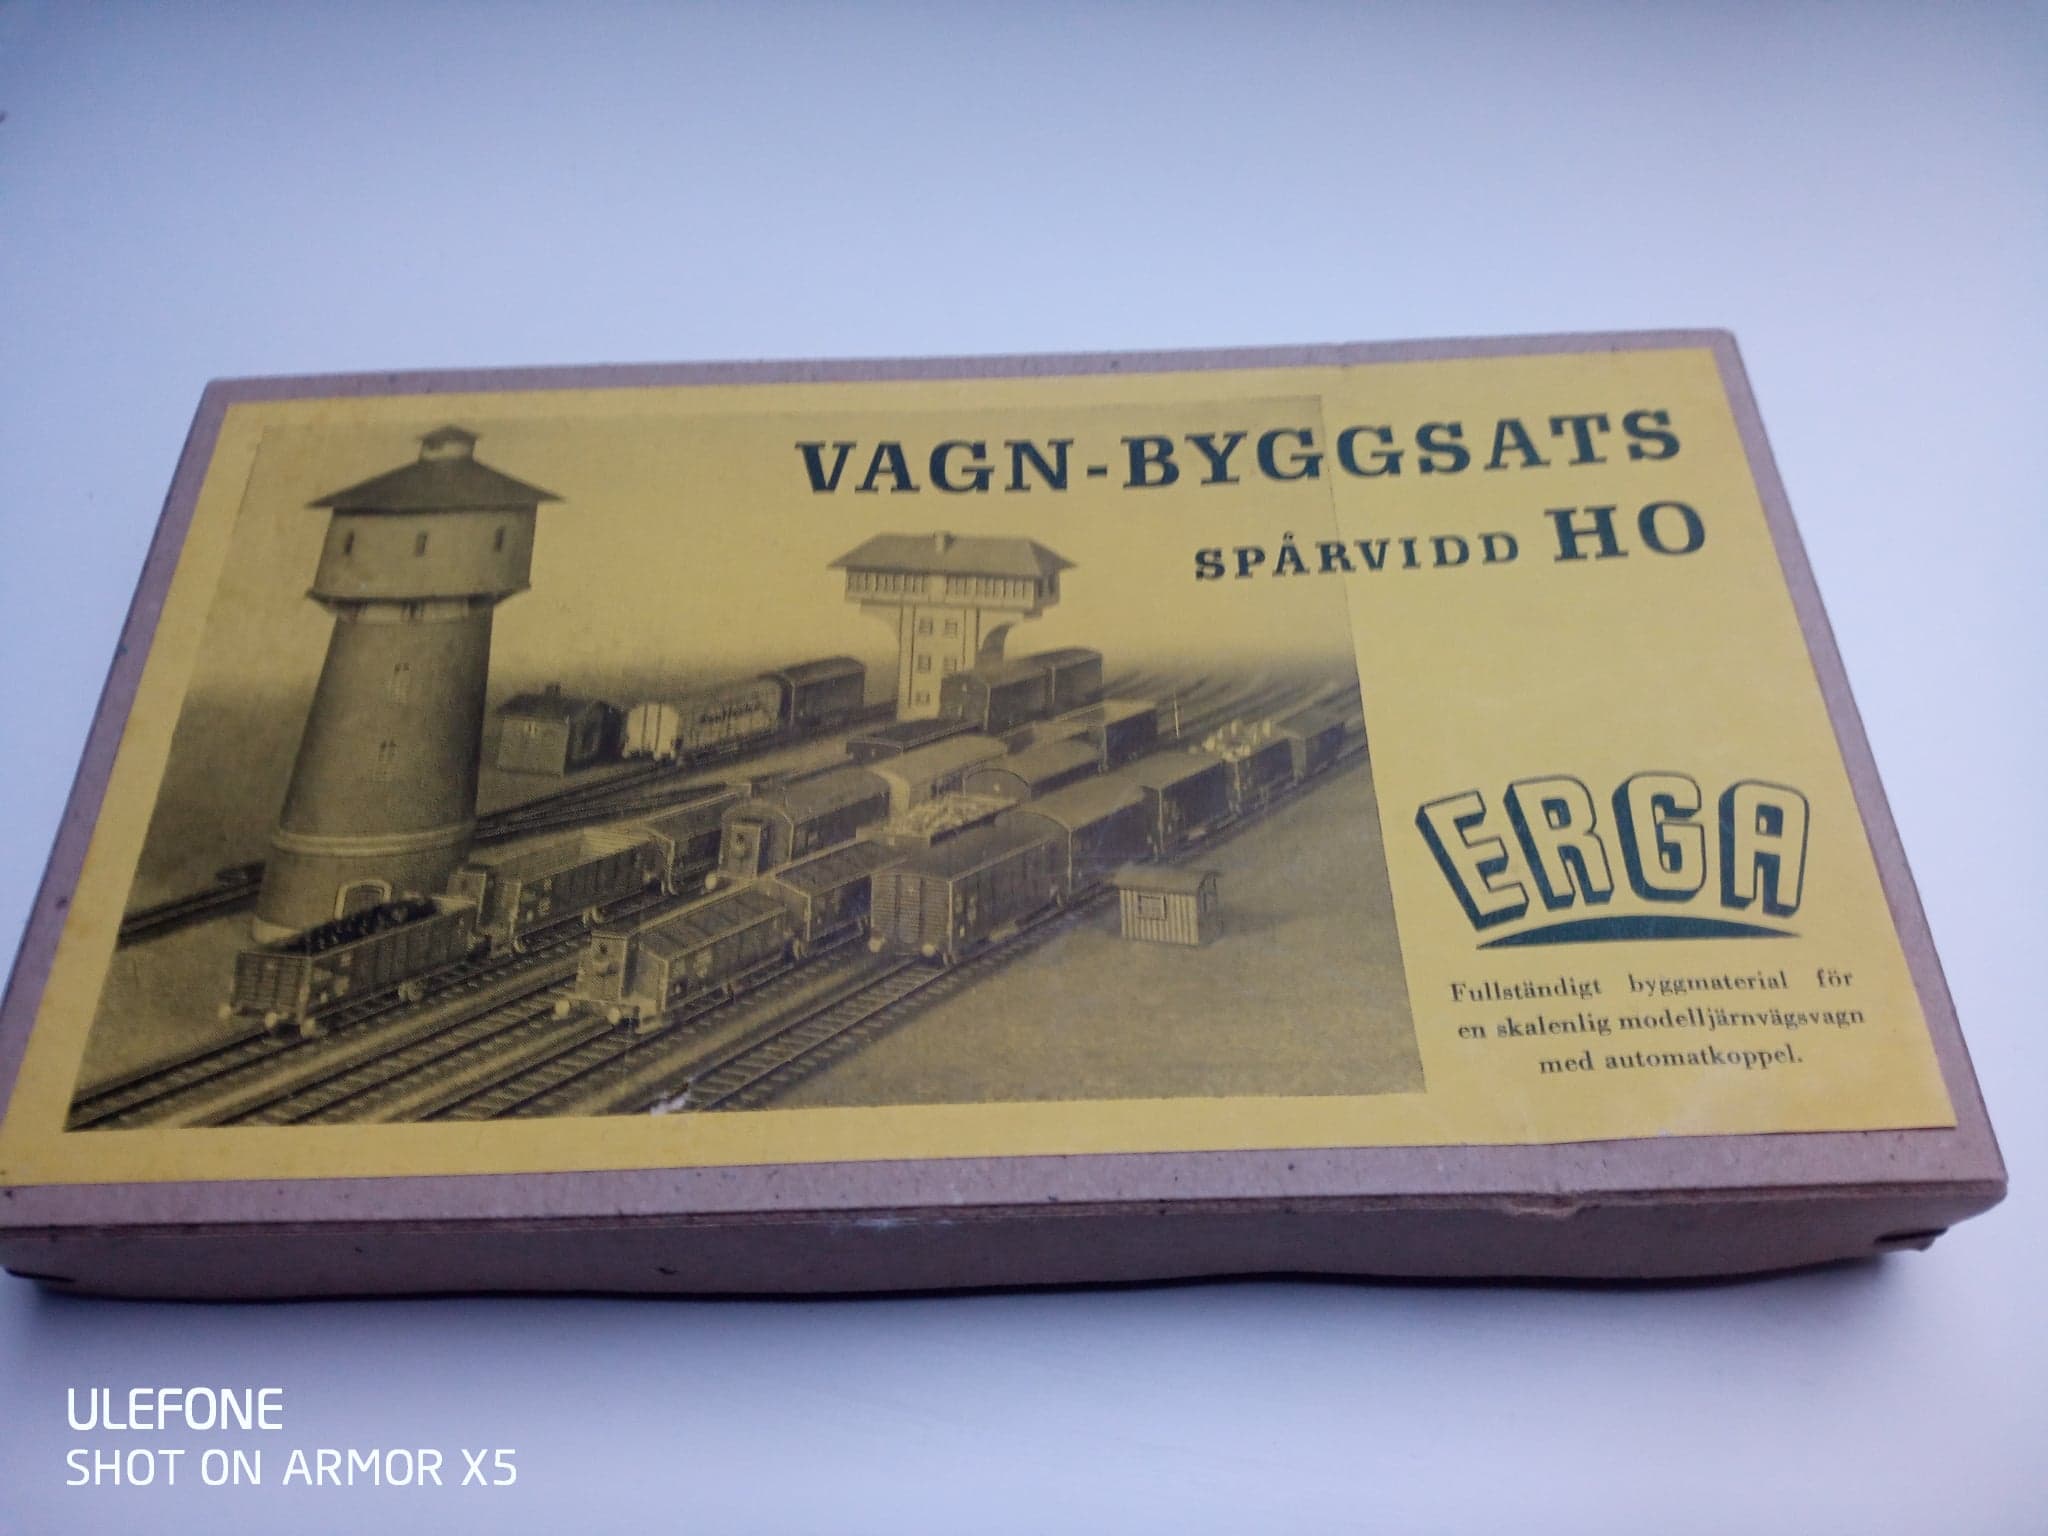 VAGN-BYGGSATS
SPÅRVIDD HO
ERGA
Fullständigt byggmaterial för
en skalenlig modelljärnvägsvagn
med automatkoppel.
ULEFONE
SHOT ON ARMOR X5